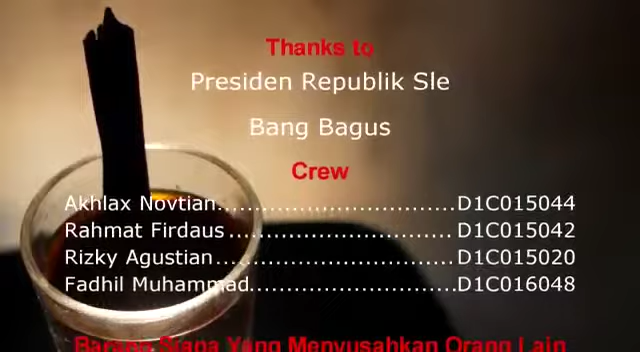 Thanks to
Presiden Republik Sle
Bang Bagus
Crew
Akhlax Novtian................................D1C015044
Rahmat Firdaus..............................D1C015042
Rizky Agustian................................D1C015020
Fadhil Muhammad............................D1C016048
Barang Siapa Yang Menyusahkan Orang Lain